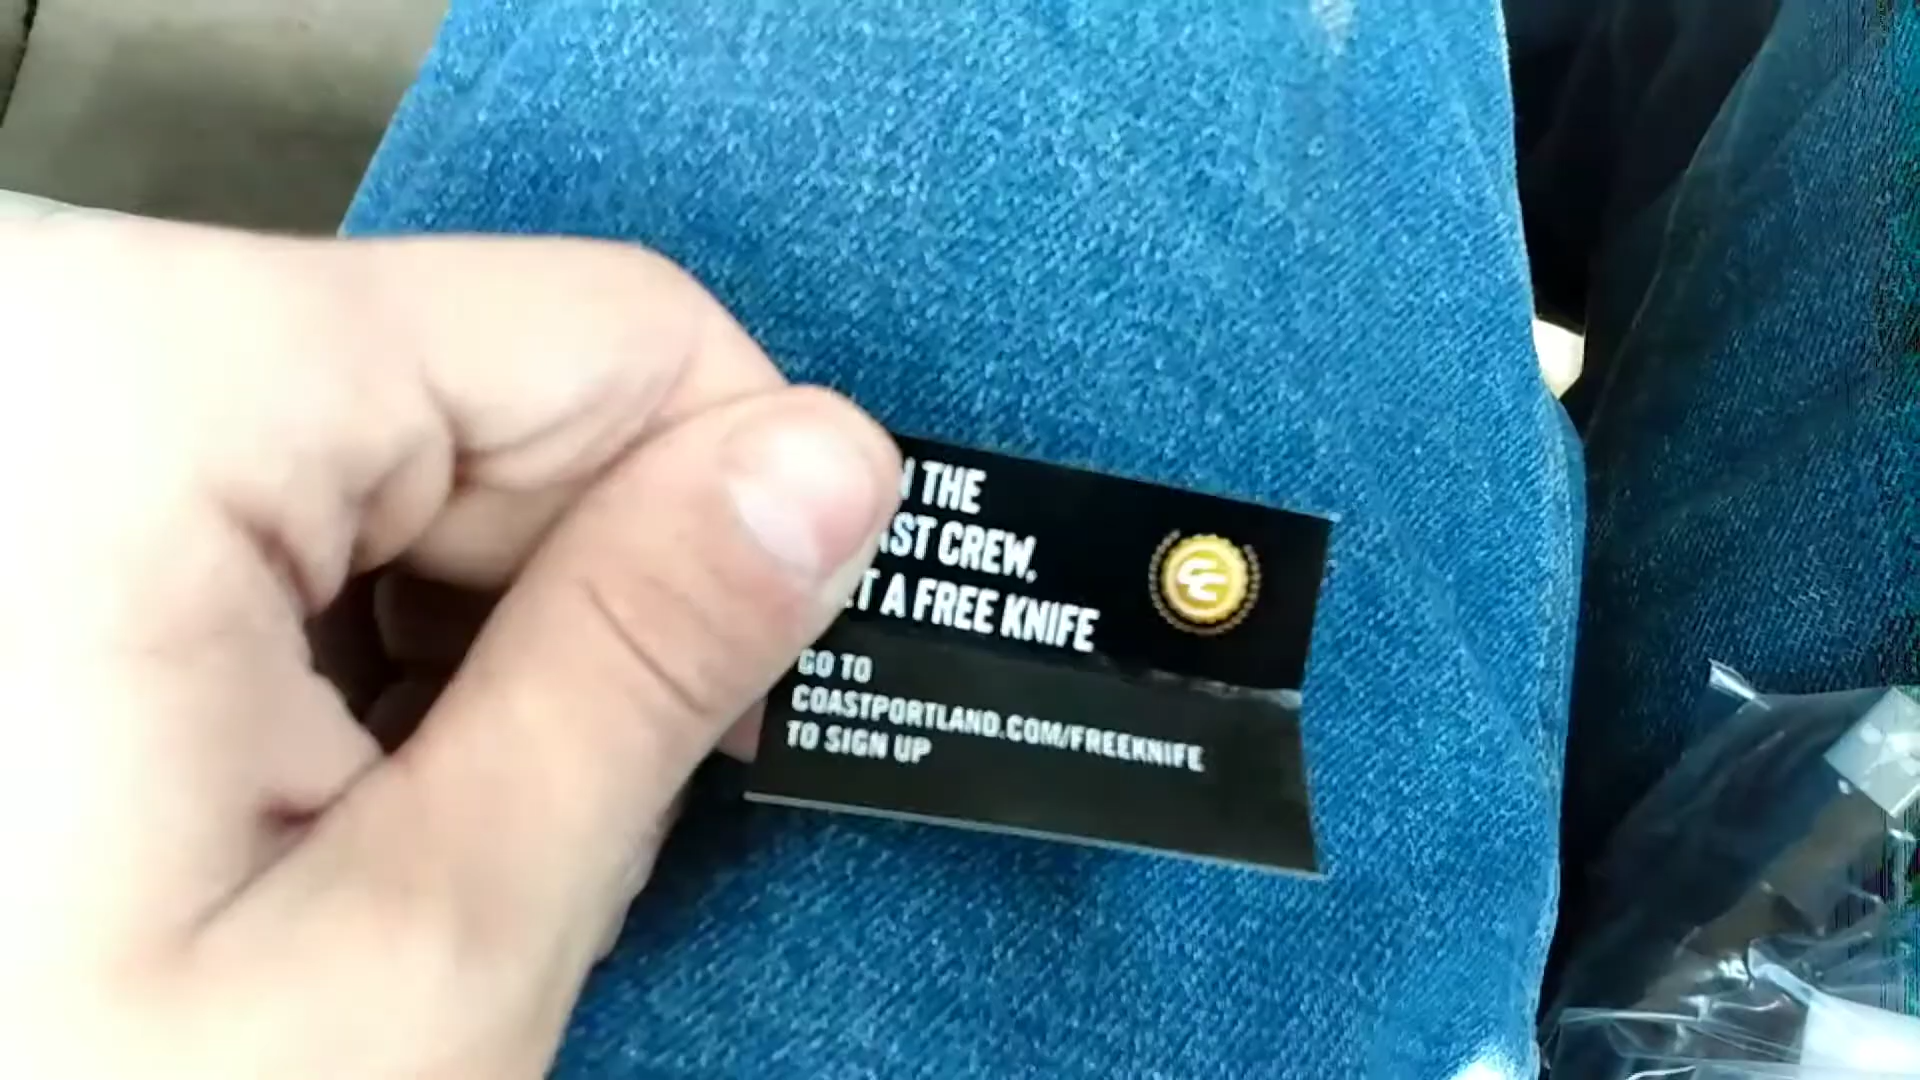 THE
CREW.
A FREE KNIFE
GO TO
COASTPORTLAND.COM/FREEKNIFE
TO SIGN UP